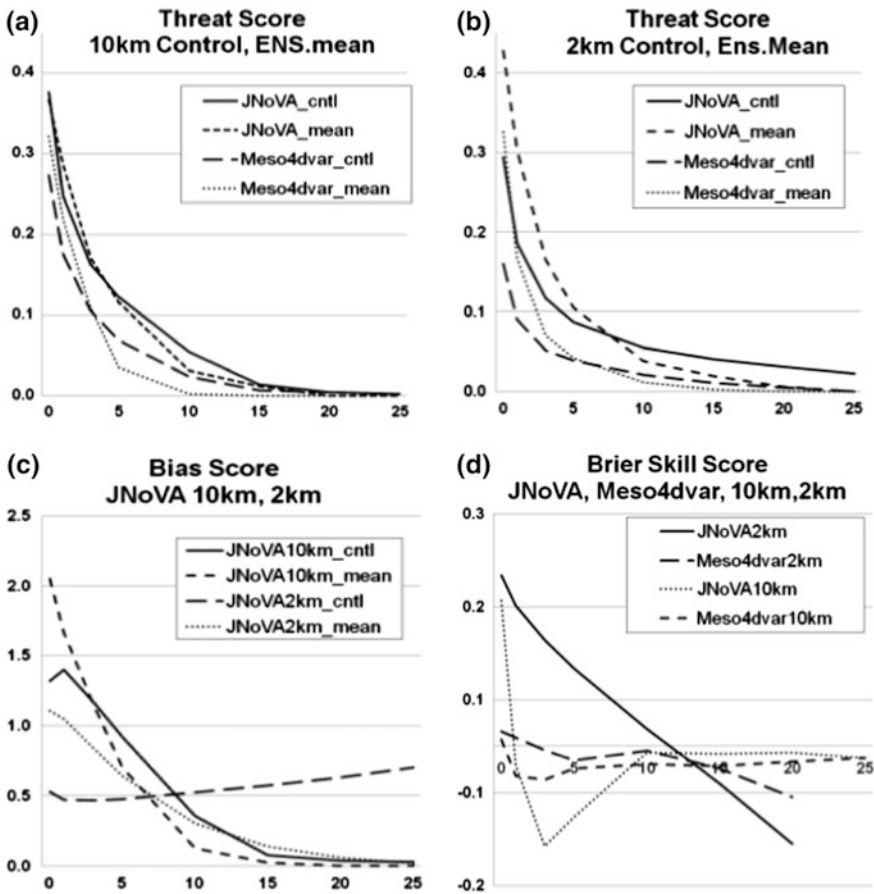 (a)
Threat Score
10km Control, ENS.mean
0.4
0.3
0.2
0.1
0.0
JNoVA_cntl
JNoVA_mean
Meso4dvar_cntl
Meso4dvar_mean
0 5 10 15 20 25
(b)
Threat Score
2km Control, Ens.Mean
0.4
0.3
0.2
0.1
0.0
JNoVA_cntl
JNoVA_mean
Meso4dvar_cntl
Meso4dvar_mean
0 5 10 15 20 25
(c)
Bias Score
JNoVA 10km, 2km
2.5
2.0
1.5
1.0
0.5
0.0
JNoVA10km_cntl
JNoVA10km_mean
JNoVA2km_cntl
JNoVA2km_mean
0 5 10 15 20 25
(d)
Brier Skill Score
JNoVA, Meso4dvar, 10km,2km
0.3
0.2
0.1
-0.1
-0.2
JNoVA2km
Meso4dvar2km
JNoVA10km
Meso4dvar10km
0 5 10 15 20 25